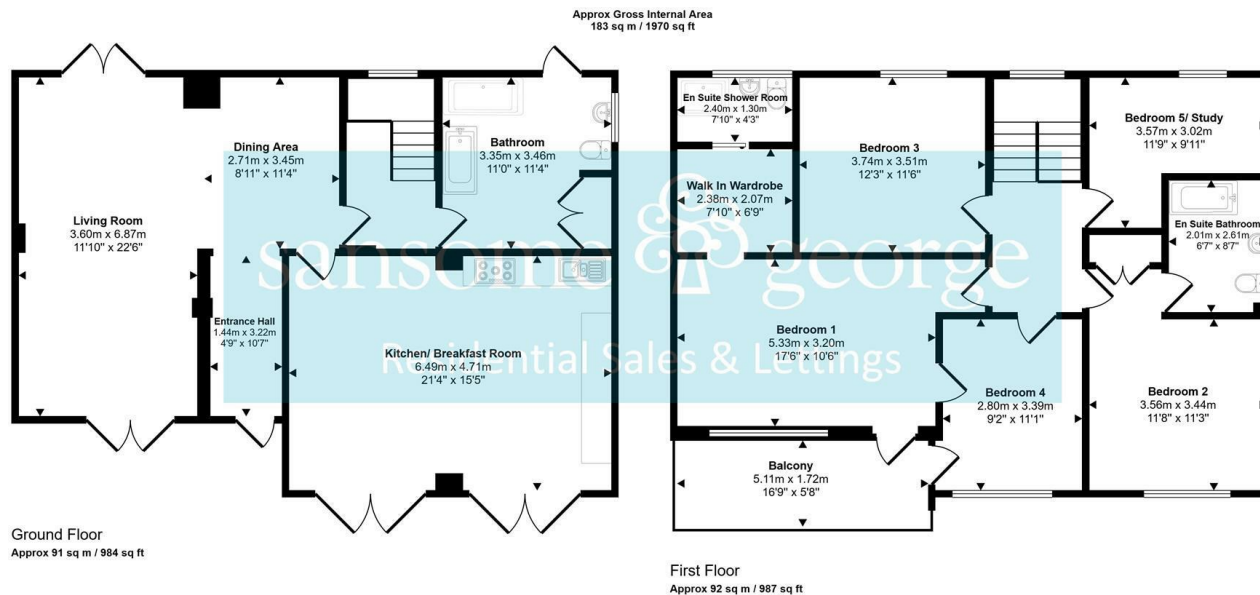 Approx Gross Internal Area
183 sq m / 1970 sq ft
Living Room
3.60m x 6.87m
11'10" x 22'6"
Dining Area
2.71m x 3.45m
8'11" x 11'4"
Bathroom
3.35m x 3.46m
11'0" x 11'4"
Entrance Hall
1.44m x 3.22m
4'9" x 10'7"
Kitchen/ Breakfast Room
6.49m x 4.71m
21'4" x 15'5"
Ground Floor
Approx 91 sq m / 984 sq ft
En Suite Shower Room
2.40m x 1.30m
7'10" x 4'3"
Walk In Wardrobe
2.38m x 2.07m
7'10" x 6'9"
Bedroom 3
3.74m x 3.51m
12'3" x 11'6"
Bedroom 5/ Study
3.57m x 3.02m
11'9" x 9'11"
En Suite Bathroom
2.01m x 2.61m
6'7" x 8'7"
Bedroom 1
5.33m x 3.20m
17'6" x 10'6"
Bedroom 4
2.80m x 3.39m
9'2" x 11'1"
Bedroom 2
3.56m x 3.44m
11'8" x 11'3"
Balcony
5.11m x 1.72m
16'9" x 5'8"
First Floor
Approx 92 sq m / 987 sq ft
sansome george
Residential Sales & Lettings